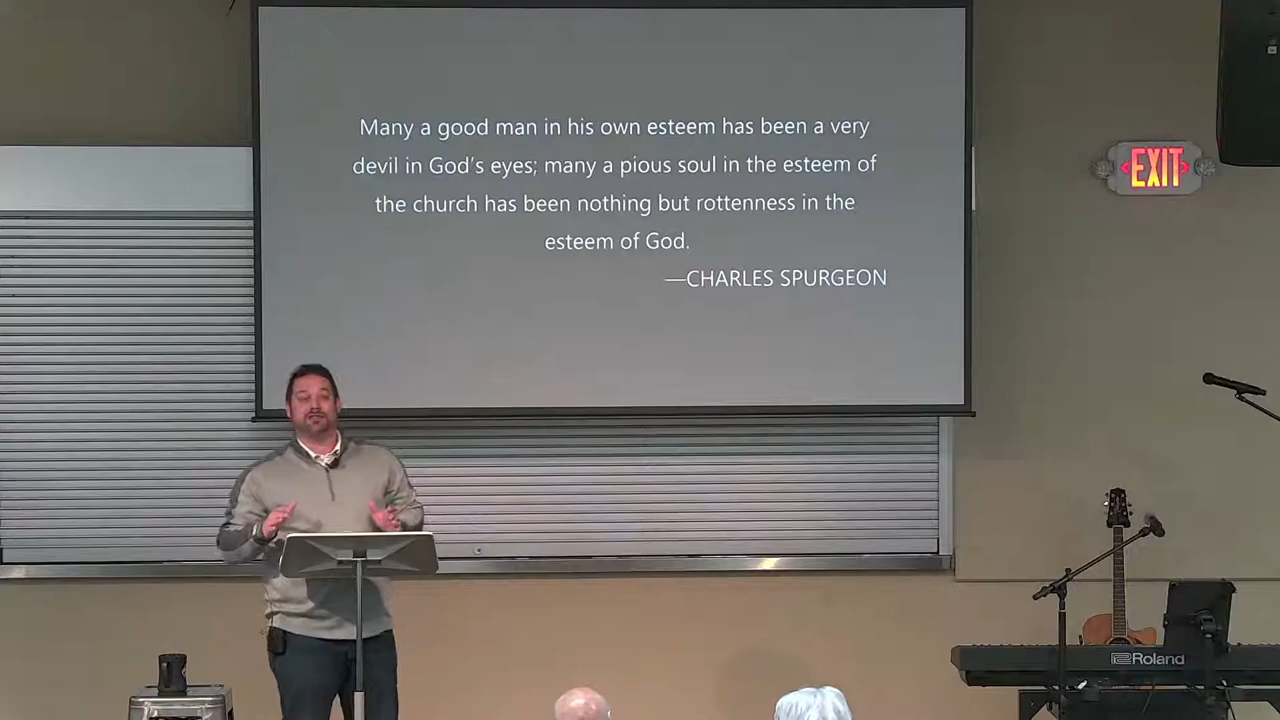 Many a good man in his own esteem has been a very
devil in God's eyes; many a pious soul in the esteem of
the church has been nothing but rottenness in the
esteem of God.
—CHARLES SPURGEON
EXIT
Roland